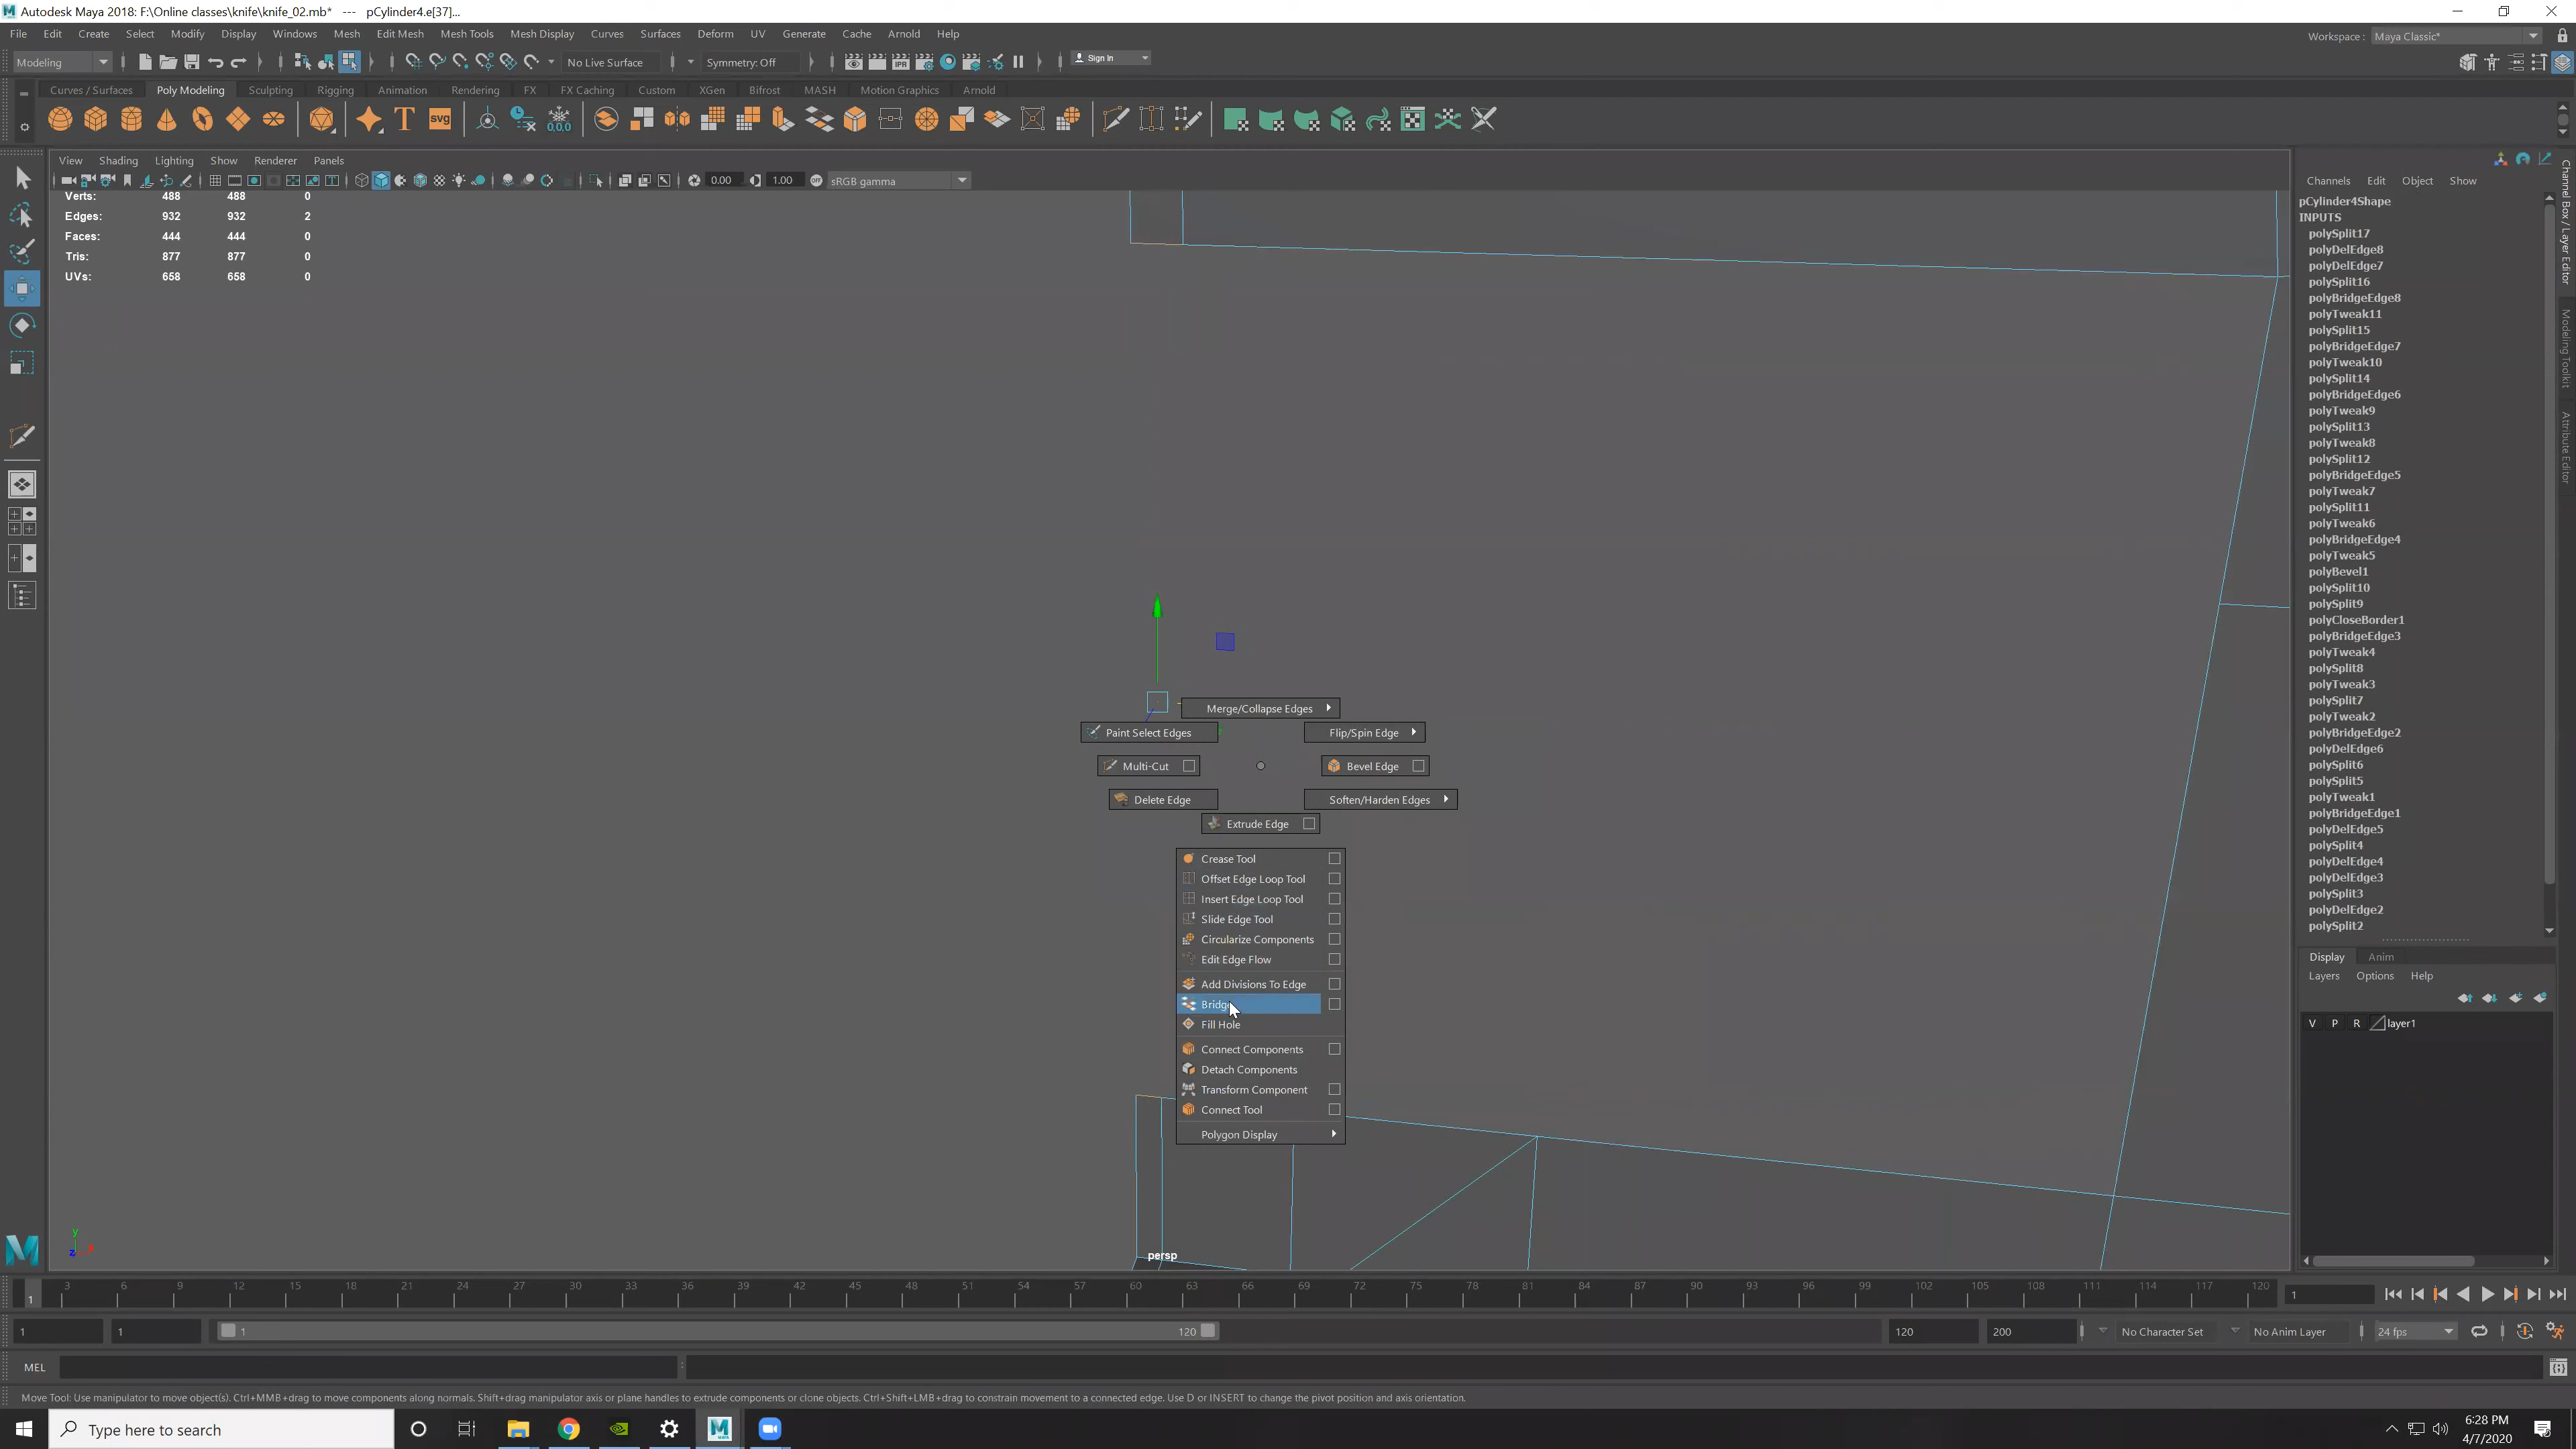 Autodesk Maya 2018: F:\Online classes\knife\knife_02.mb*   ---   pCylinder4.e[37]...
File Edit Create Select Modify Display Windows Mesh Edit Mesh Mesh Tools Mesh Display Curves Surfaces Deform UV Generate Cache Arnold Help
Workspace : Maya Classic*
Modeling No Live Surface Symmetry: Off IPR Sign In
Curves / Surfaces Poly Modeling Sculpting Rigging Animation Rendering FX FX Caching Custom XGen Bifrost MASH Motion Graphics Arnold
T SVG 0,0,0
View Shading Lighting Show Renderer Panels
0.00 1.00 sRGB gamma
Verts: 488 488 0
Edges: 932 932 2
Faces: 444 444 0
Tris: 877 877 0
UVs: 658 658 0
Merge/Collapse Edges
Paint Select Edges Flip/Spin Edge
Multi-Cut Bevel Edge
Delete Edge Soften/Harden Edges
Extrude Edge
Crease Tool
Offset Edge Loop Tool
Insert Edge Loop Tool
Slide Edge Tool
Circularize Components
Edit Edge Flow
Add Divisions To Edge
Bridge
Fill Hole
Connect Components
Detach Components
Transform Component
Connect Tool
Polygon Display
persp
y
z x
Channels Edit Object Show
pCylinder4Shape
INPUTS
polySplit17
polyDelEdge8
polyDelEdge7
polySplit16
polyBridgeEdge8
polyTweak11
polySplit15
polyBridgeEdge7
polyTweak10
polySplit14
polyBridgeEdge6
polyTweak9
polySplit13
polyTweak8
polySplit12
polyBridgeEdge5
polyTweak7
polySplit11
polyTweak6
polyBridgeEdge4
polyTweak5
polyBevel1
polySplit10
polySplit9
polyCloseBorder1
polyBridgeEdge3
polyTweak4
polySplit8
polyTweak3
polySplit7
polyTweak2
polyBridgeEdge2
polyDelEdge6
polySplit6
polySplit5
polyTweak1
polyBridgeEdge1
polyDelEdge5
polySplit4
polyDelEdge4
polyDelEdge3
polySplit3
polyDelEdge2
polySplit2
Channel Box / Layer Editor
Modeling Toolkit
Attribute Editor
Display Anim
Layers Options Help
V P R layer1
3 6 9 12 15 18 21 24 27 30 33 36 39 42 45 48 51 54 57 60 63 66 69 72 75 78 81 84 87 90 93 96 99 102 105 108 111 114 117 120
1 1
1 1 1 120 120 200 No Character Set No Anim Layer 24 fps
MEL
Move Tool: Use manipulator to move object(s). Ctrl+MMB+drag to move components along normals. Shift+drag manipulator axis or plane handles to extrude components or clone objects. Ctrl+Shift+LMB+drag to constrain movement to a connected edge. Use D or INSERT to change the pivot position and axis orientation.
Type here to search
6:28 PM
4/7/2020